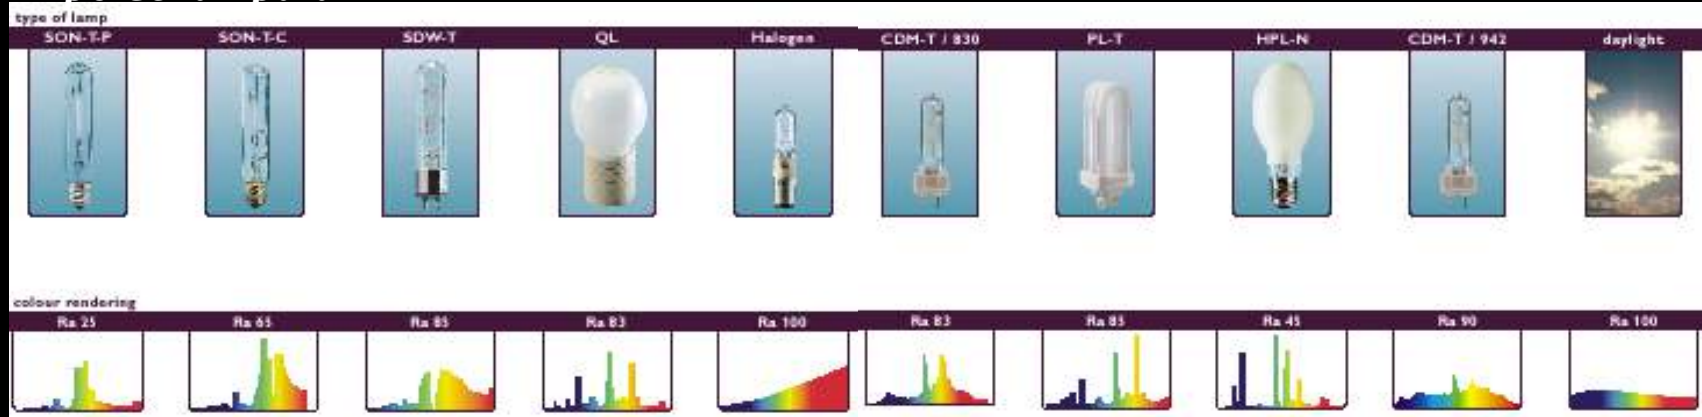 type of lamp
SON-T-P SON-T-C SDW-T QL Halogen CDM-T / 830 PL-T HPL-N CDM-T / 942 daylight
colour rendering
Ra 25 Ra 65 Ra 85 Ra 83 Ra 100 Ra 83 Ra 85 Ra 45 Ra 90 Ra 100